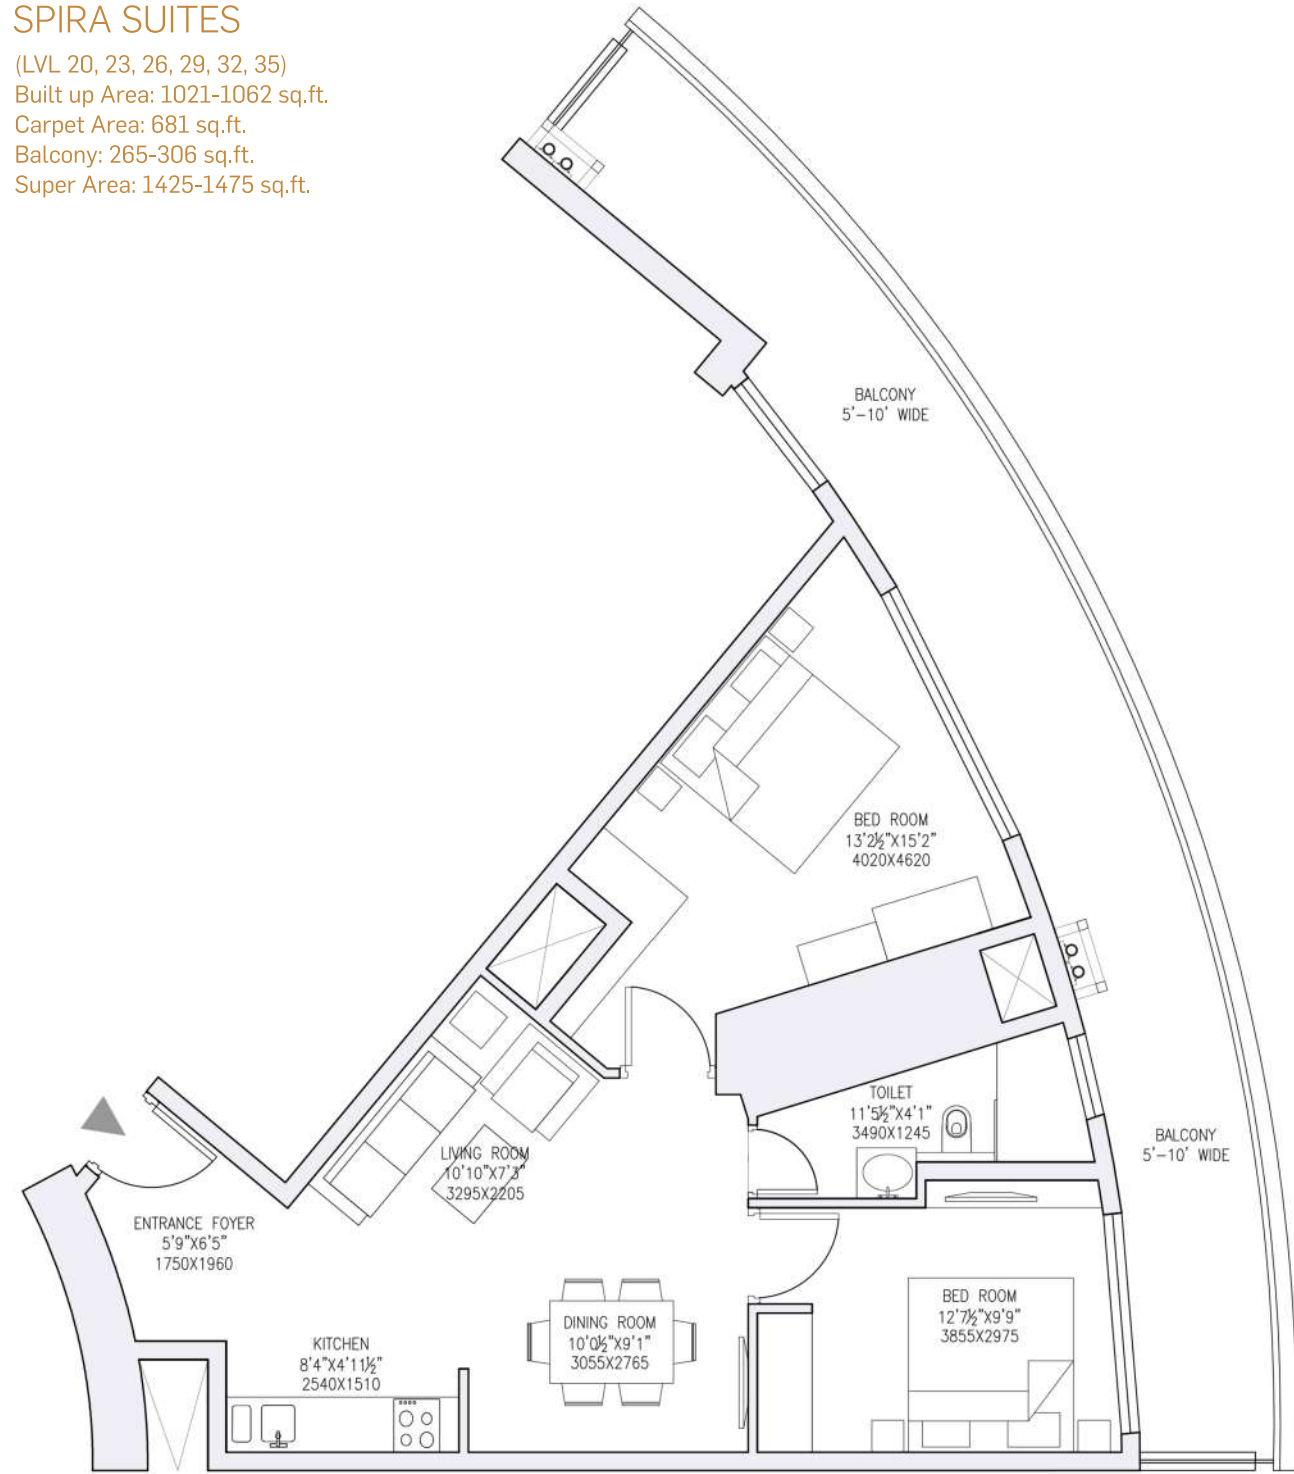 SPIRA SUITES
(LVL 20, 23, 26, 29, 32, 35)
Built up Area: 1021-1062 sq.ft.
Carpet Area: 681 sq.ft.
Balcony: 265-306 sq.ft.
Super Area: 1425-1475 sq.ft.
BALCONY
5'-10' WIDE
BED ROOM
13'2½"X15'2"
4020X4620
TOILET
11'5½"X4'1"
3490X1245
BALCONY
5'-10' WIDE
LIVING ROOM
10'10"X7'3"
3295X2205
ENTRANCE FOYER
5'9"X6'5"
1750X1960
BED ROOM
12'7½"X9'9"
3855X2975
DINING ROOM
10'0½"X9'1"
3055X2765
KITCHEN
8'4"X4'11½"
2540X1510